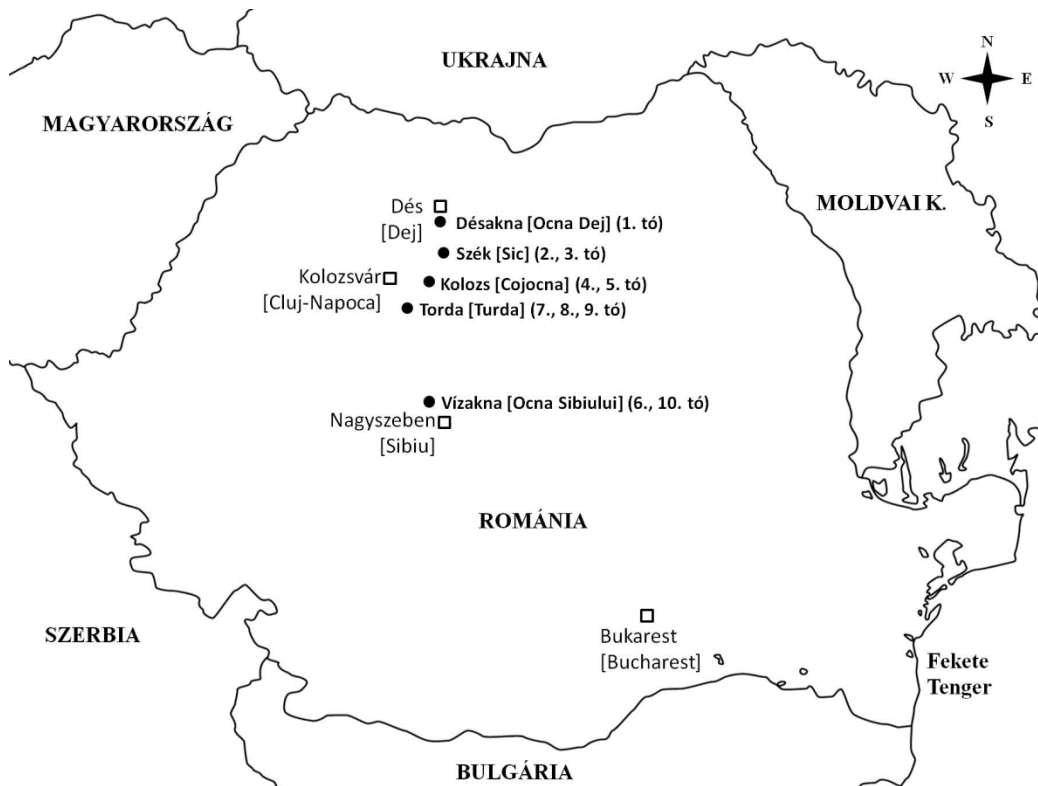 UKRAJNA
N
W E
S
MAGYARORSZÁG
MOLDVAI K.
Dés
[Dej]
Désakna [Ocna Dej] (1. tó)
Szék [Sic] (2., 3. tó)
Kolozsvár
[Cluj-Napoca]
Kolozs [Cojocna] (4., 5. tó)
Torda [Turda] (7., 8., 9. tó)
Vízakna [Ocna Sibiului] (6., 10. tó)
Nagyszeben
[Sibiu]
ROMÁNIA
SZERBIA
Bukarest
[Bucharest]
Fekete
Tenger
BULGÁRIA